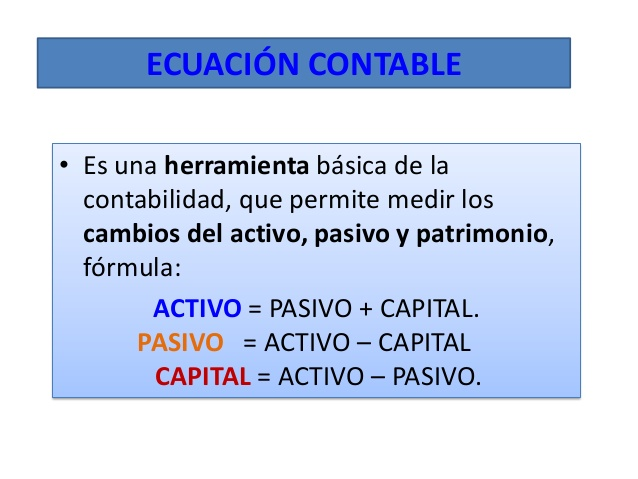 ECUACIÓN CONTABLE
• Es una herramienta básica de la
contabilidad, que permite medir los
cambios del activo, pasivo y patrimonio,
fórmula:
ACTIVO = PASIVO + CAPITAL.
PASIVO = ACTIVO – CAPITAL
CAPITAL = ACTIVO – PASIVO.